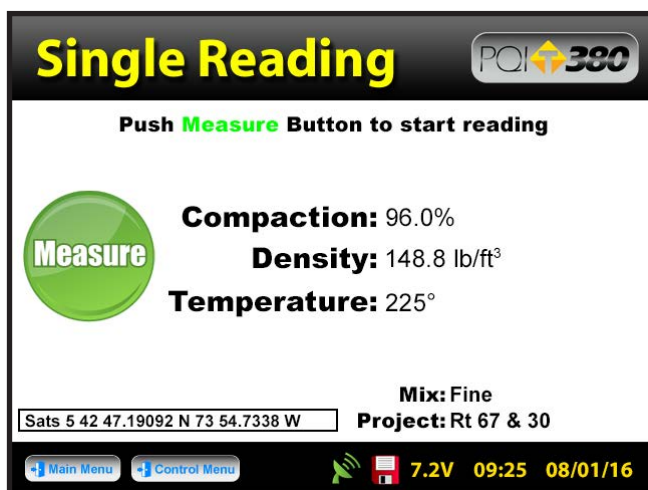 Single Reading
PQI T 380
Push Measure Button to start reading
Measure
Compaction: 96.0%
Density: 148.8 lb/ft³
Temperature: 225°
Mix: Fine
Sats 5 42 47.19092 N 73 54.7338 W
Project: Rt 67 & 30
Main Menu
Control Menu
7.2V 09:25 08/01/16